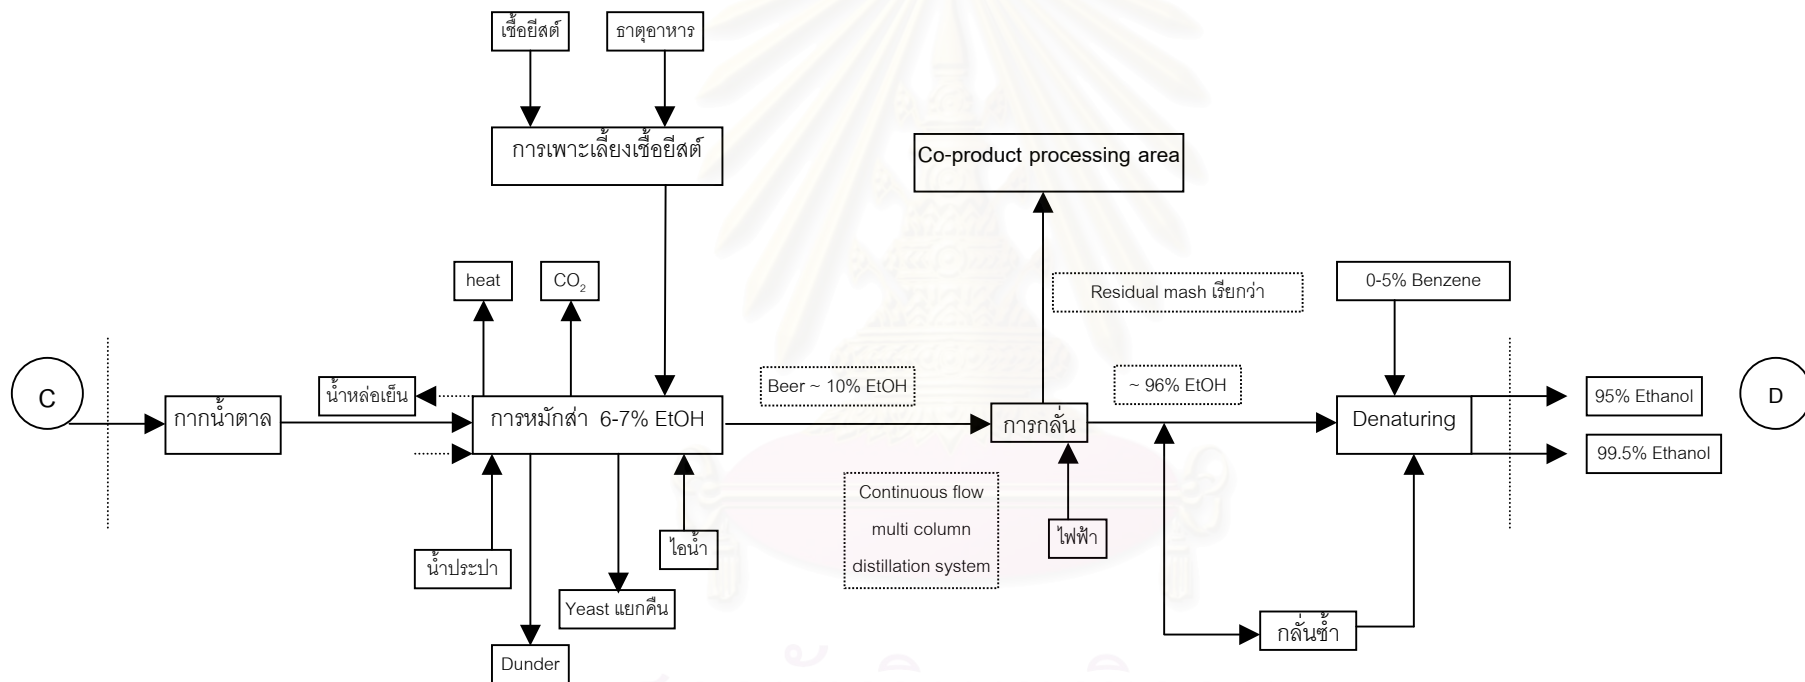 เชื้อยีสต์
ธาตุอาหาร
การเพาะเลี้ยงเชื้อยีสต์
Co-product processing area
heat
CO₂
Residual mash เรียกว่า
0-5% Benzene
C
น้ำหล่อเย็น
กากน้ำตาล
การหมักส่า 6-7% EtOH
Beer ~ 10% EtOH
การกลั่น
~ 96% EtOH
Denaturing
95% Ethanol
99.5% Ethanol
D
Continuous flow
multi column
distillation system
ไฟฟ้า
น้ำประปา
ไอน้ำ
Yeast แยกคืน
กลั่นซ้ำ
Dunder